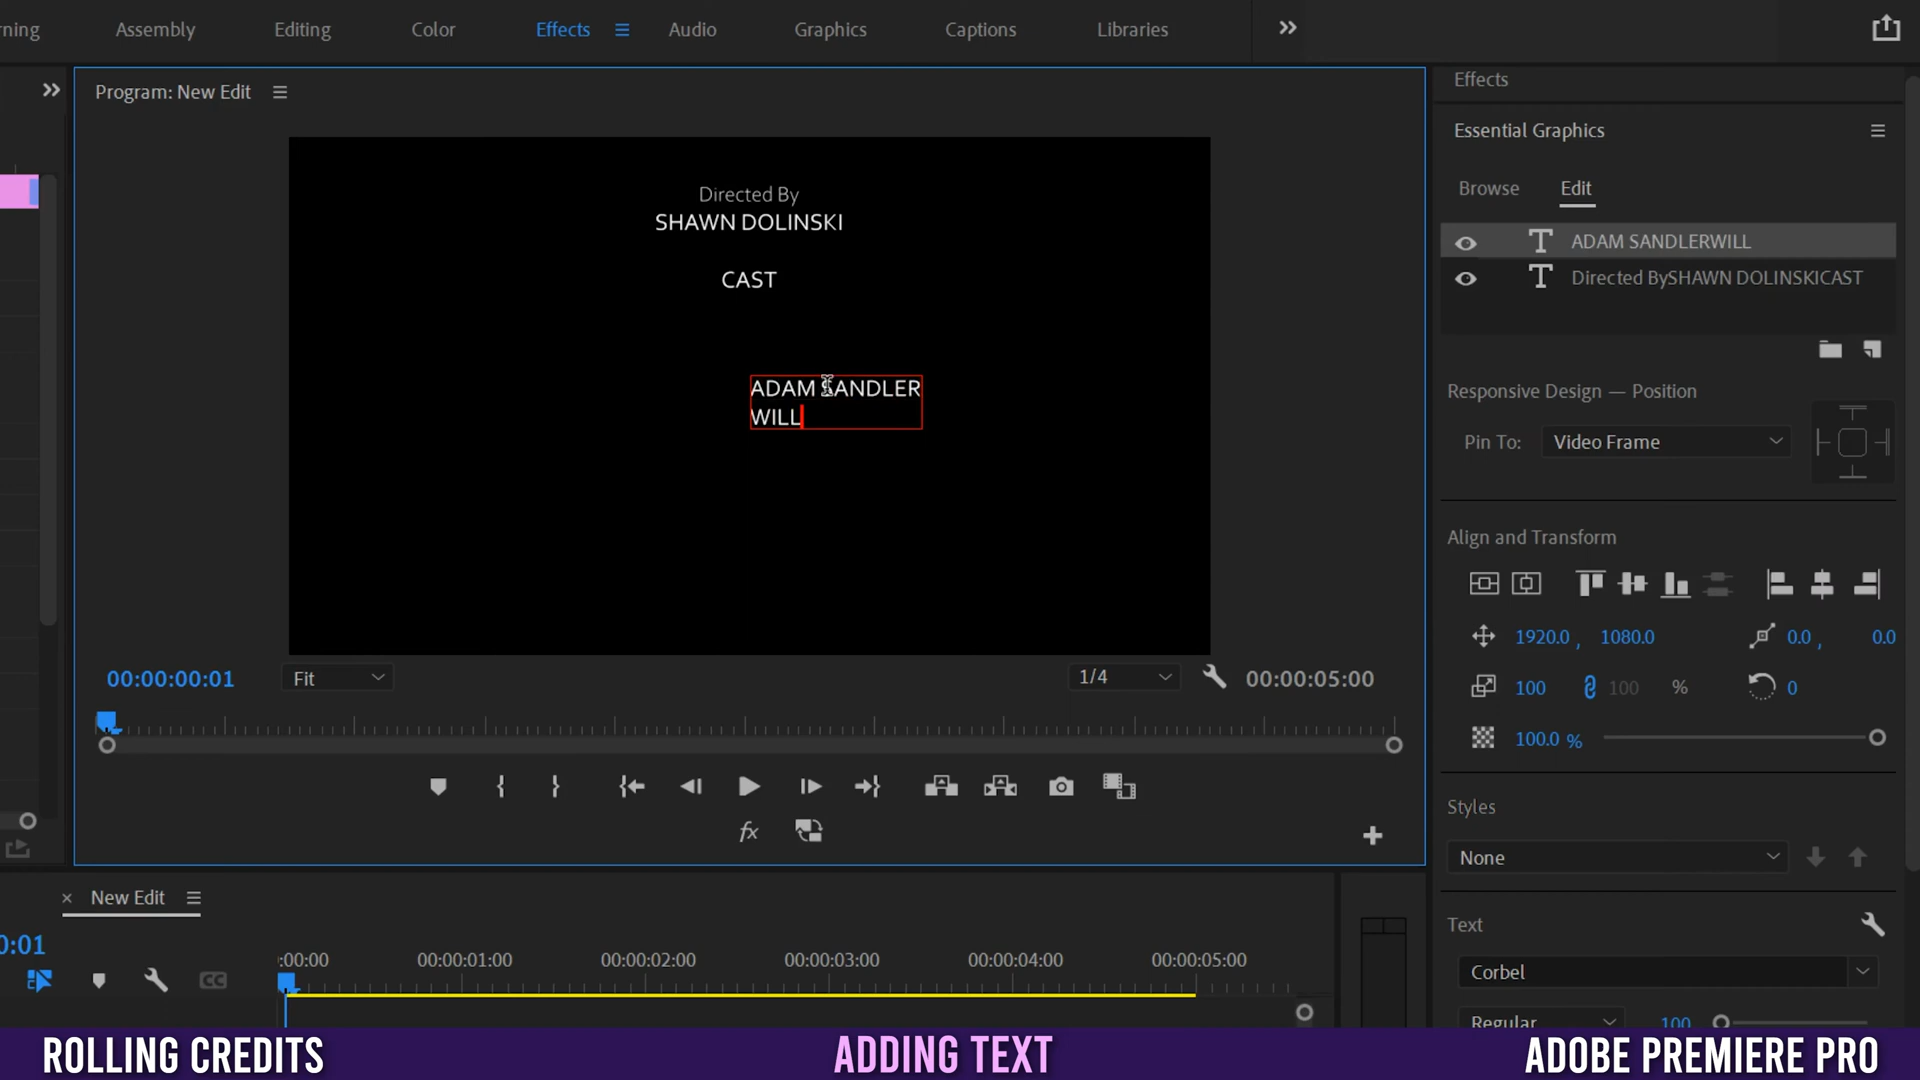 rning
Assembly
Editing
Color
Effects
Audio
Graphics
Captions
Libraries
Program: New Edit
Directed By
SHAWN DOLINSKI
CAST
ADAM SANDLER
WILL
00:00:00:01
Fit
1/4
00:00:05:00
fx
Effects
Essential Graphics
Browse
Edit
ADAM SANDLERWILL
Directed BySHAWN DOLINSKICAST
Responsive Design — Position
Pin To:
Video Frame
Align and Transform
1920.0 ,
1080.0
0.0 ,
0.0
100
100
%
0
100.0 %
Styles
None
Text
Corbel
Regular
100
× New Edit
0:01
CC
:00:00
00:00:01:00
00:00:02:00
00:00:03:00
00:00:04:00
00:00:05:00
ROLLING CREDITS
ADDING TEXT
ADOBE PREMIERE PRO